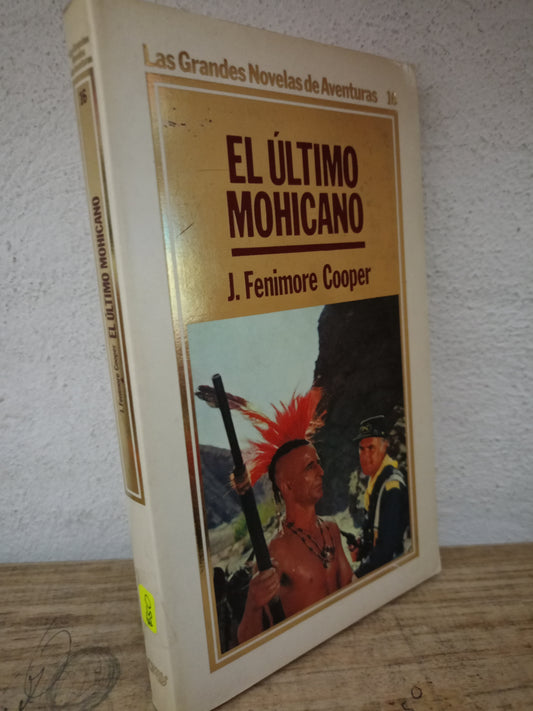 Las Grandes Novelas de Aventuras 16
EL ÚLTIMO
MOHICANO
J. Fenimore Cooper
16
J. Fenimore Cooper EL ÚLTIMO MOHICANO